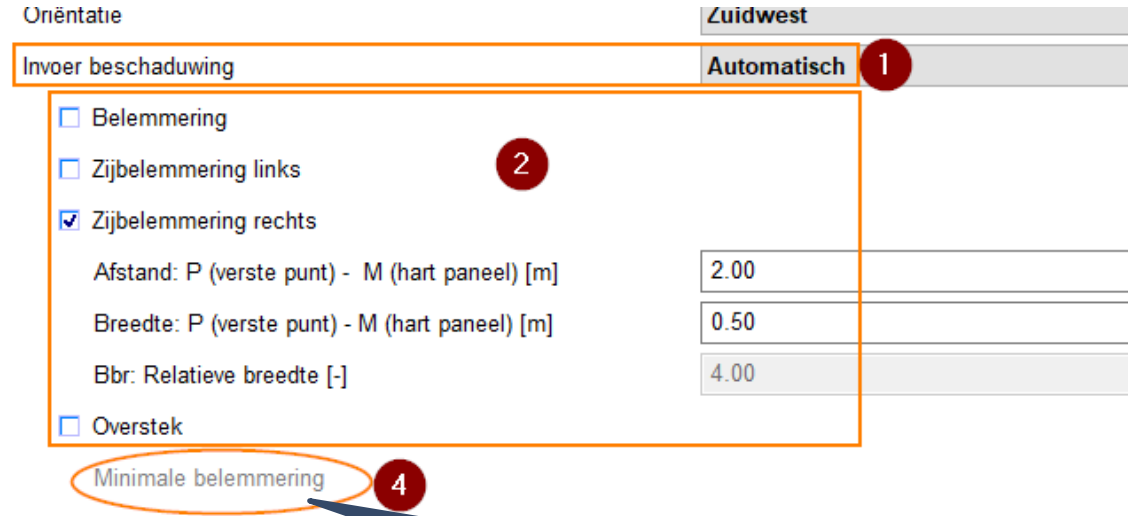 Oriëntatie Zuidwest
Invoer beschaduwing Automatisch 1
Belemmering
Zijbelemmering links 2
Zijbelemmering rechts
Afstand: P (verste punt) - M (hart paneel) [m] 2.00
Breedte: P (verste punt) - M (hart paneel) [m] 0.50
Bbr: Relatieve breedte [-] 4.00
Overstek
Minimale belemmering 4